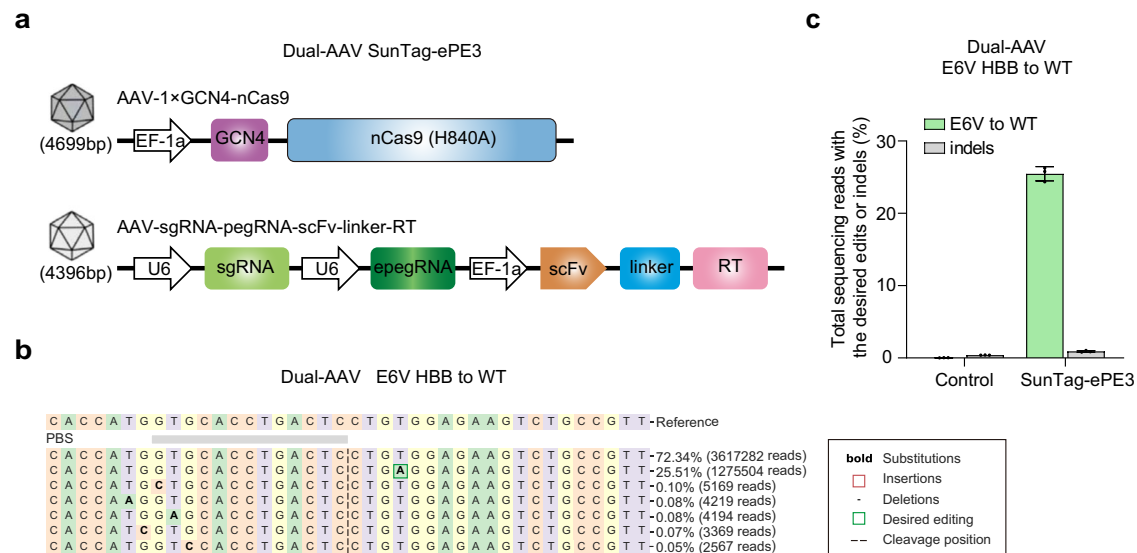 a
Dual-AAV SunTag-ePE3
AAV-1×GCN4-nCas9
(4699bp)
EF-1a
GCN4
nCas9 (H840A)
AAV-sgRNA-pegRNA-scFv-linker-RT
(4396bp)
U6
sgRNA
U6
epegRNA
EF-1a
scFv
linker
RT
b
Dual-AAV E6V HBB to WT
C A C C A T G G T G C A C C T G A C T C C T G T G G A G A A G T C T G C C G T T -Reference
PBS
C A C C A T G G T G C A C C T G A C T C C T G T G G A G A A G T C T G C C G T T -72.34% (3617282 reads)
C A C C A T G G T G C A C C T G A C T C C T G A G G A G A A G T C T G C C G T T -25.51% (1275504 reads)
C A C C A T G C T G C A C C T G A C T C C T G T G G A G A A G T C T G C C G T T -0.10% (5169 reads)
C A C C A A G G T G C A C C T G A C T C C T G T G G A G A A G T C T G C C G T T -0.08% (4219 reads)
C A C C A T G G A G C A C C T G A C T C C T G T G G A G A A G T C T G C C G T T -0.08% (4194 reads)
C A C C A T C G T G C A C C T G A C T C C T G T G G A G A A G T C T G C C G T T -0.07% (3369 reads)
C A C C A T G G T C C A C C T G A C T C C T G T G G A G A A G T C T G C C G T T -0.05% (2567 reads)
c
Dual-AAV
E6V HBB to WT
E6V to WT
indels
Total sequencing reads with
the desired edits or indels (%)
30
20
10
0
Control
SunTag-ePE3
bold Substitutions
Insertions
- Deletions
Desired editing
-- Cleavage position